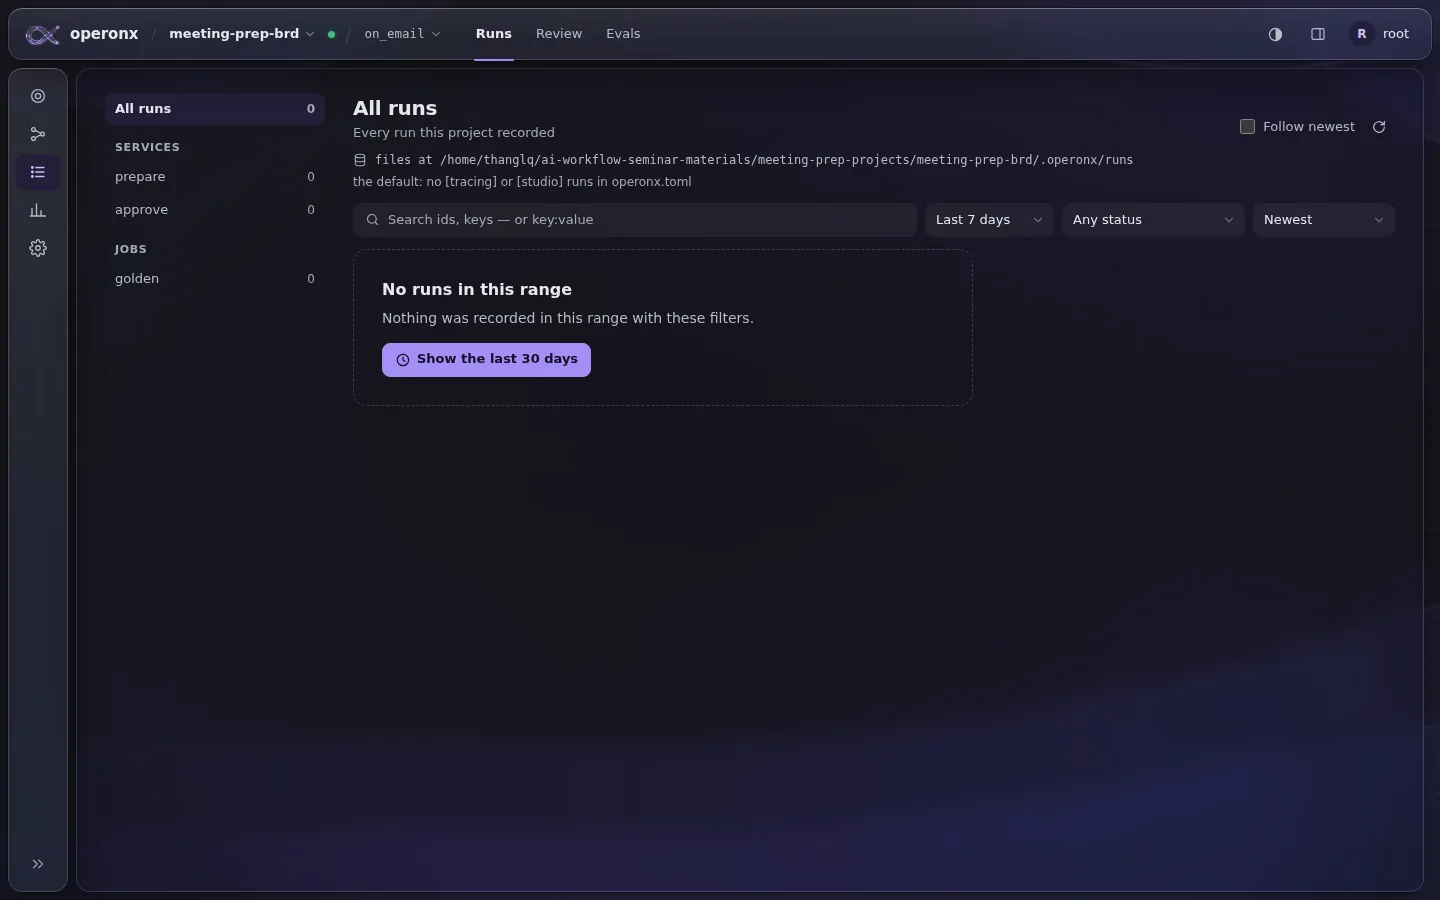 operonx / meeting-prep-brd / on_email Runs Review Evals R root
All runs 0
SERVICES
prepare 0
approve 0
JOBS
golden 0
All runs
Every run this project recorded
Follow newest
files at /home/thanglq/ai-workflow-seminar-materials/meeting-prep-projects/meeting-prep-brd/.operonx/runs
the default: no [tracing] or [studio] runs in operonx.toml
Search ids, keys — or key:value Last 7 days Any status Newest
No runs in this range
Nothing was recorded in this range with these filters.
Show the last 30 days